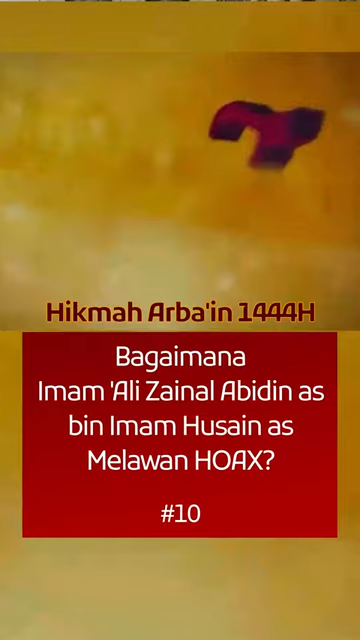 Hikmah Arba'in 1444H
Bagaimana
Imam 'Ali Zainal Abidin as
bin Imam Husain as
Melawan HOAX?
#10